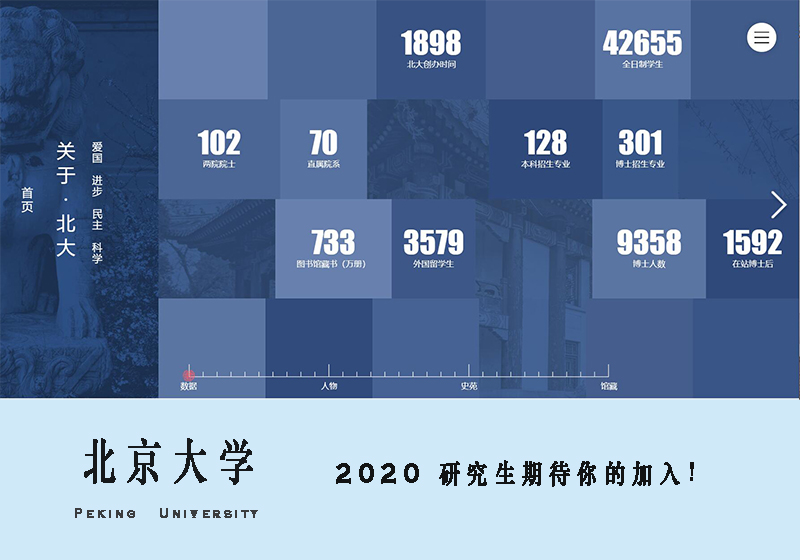 1898
北大创办时间
42655
全日制学生
102
两院院士
70
直属院系
128
本科招生专业
301
博士招生专业
首页
关于·北大
爱国 进步 民主 科学
733
图书馆藏书（万册）
3579
外国留学生
9358
博士人数
1592
在站博士后
数据
人物
史苑
馆藏
北京大学
PEKING UNIVERSITY
2020 研究生期待你的加入!